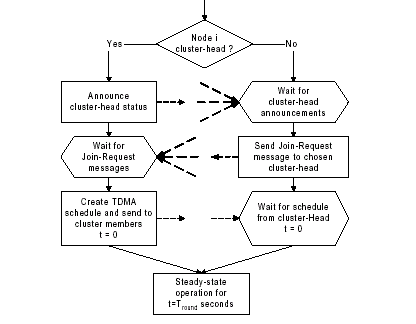 Node i
cluster-head ?
Yes
No
Announce
cluster-head status
Wait for
cluster-head
announcements
Wait for
Join-Request
messages
Send Join-Request
message to chosen
cluster-head
Create TDMA
schedule and send to
cluster members
t = 0
Wait for schedule
from cluster-Head
t = 0
Steady-state
operation for
t=Tround seconds